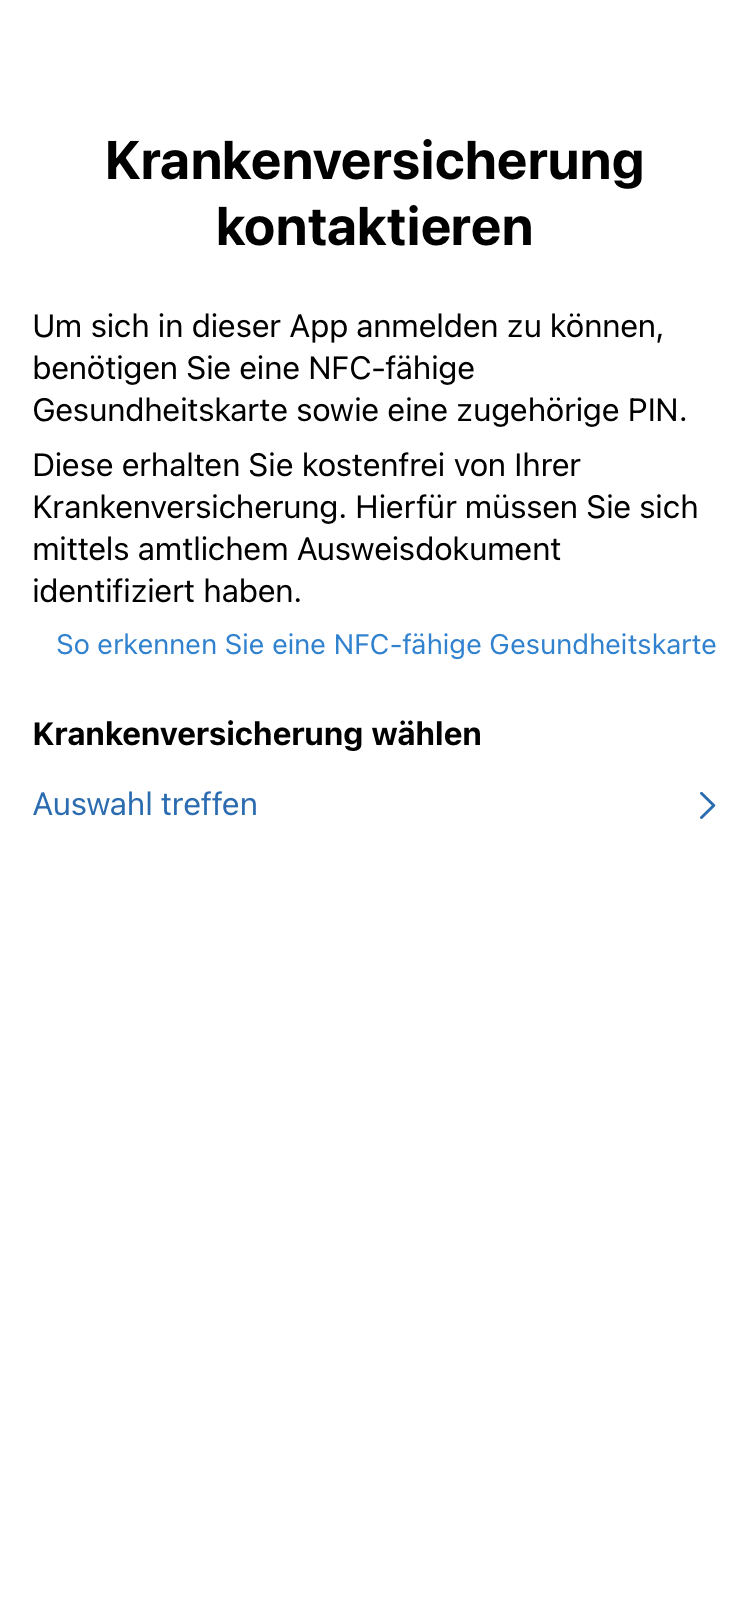 Krankenversicherung
kontaktieren
Um sich in dieser App anmelden zu können,
benötigen Sie eine NFC-fähige
Gesundheitskarte sowie eine zugehörige PIN.
Diese erhalten Sie kostenfrei von Ihrer
Krankenversicherung. Hierfür müssen Sie sich
mittels amtlichem Ausweisdokument
identifiziert haben.
So erkennen Sie eine NFC-fähige Gesundheitskarte
Krankenversicherung wählen
Auswahl treffen